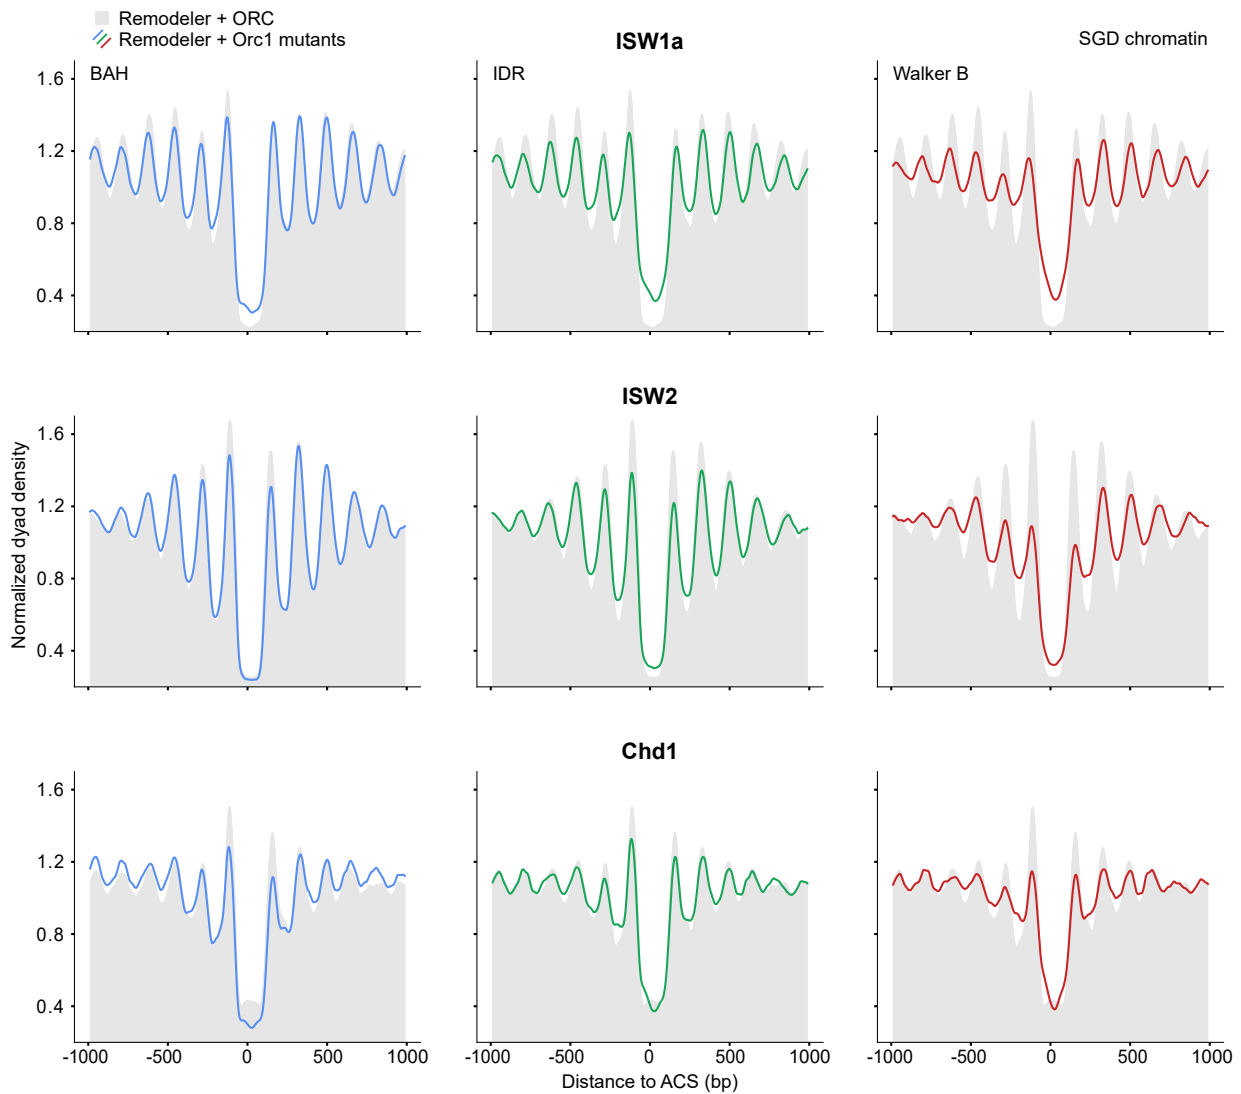 Remodeler + ORC
Remodeler + Orc1 mutants
ISW1a
SGD chromatin
BAH
IDR
Walker B
1.6
1.2
0.8
0.4
ISW2
1.6
1.2
0.8
0.4
Normalized dyad density
Chd1
1.6
1.2
0.8
0.4
-1000 -500 0 500 1000
-1000 -500 0 500 1000
-1000 -500 0 500 1000
Distance to ACS (bp)